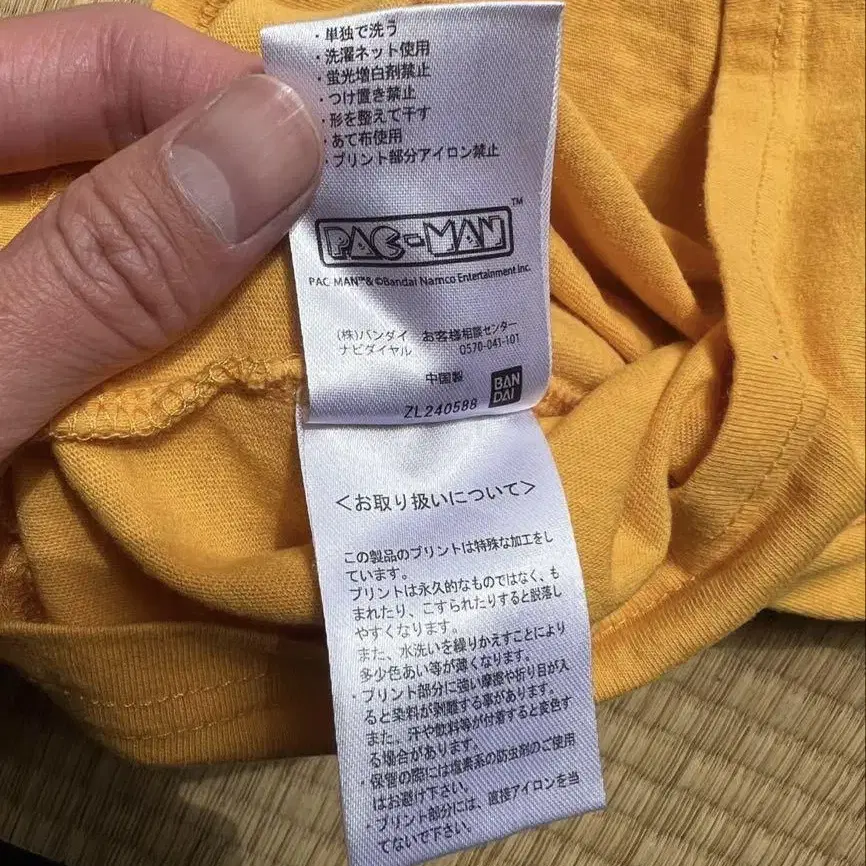 ・単独で洗う
・洗濯ネット使用
・蛍光増白剤禁止
・つけ置き禁止
・形を整えて干す
・あて布使用
・プリント部分アイロン禁止
PAC-MAN™
PAC-MAN™&©Bandai Namco Entertainment Inc.
(株)バンダイ お客様相談センター
ナビダイヤル 0570-041-101
中国製
BAN
DAI
ZL240588
<お取り扱いについて>
この製品のプリントは特殊な加工をし
ています。
プリントは永久的なものではなく、も
まれたり、こすられたりすると脱落し
やすくなります。
また、水洗いを繰りかえすことにより
多少色あい等が薄くなります。
・プリント部分に強い摩擦や折り目が入
ると染料が剥離する事があります。
また、汗や飲料等が付着すると変色す
る場合があります。
・保管の際には塩素系の防虫剤のご使用
はお避け下さい。
・プリント部分には、直接アイロンを当
てないで下さい。